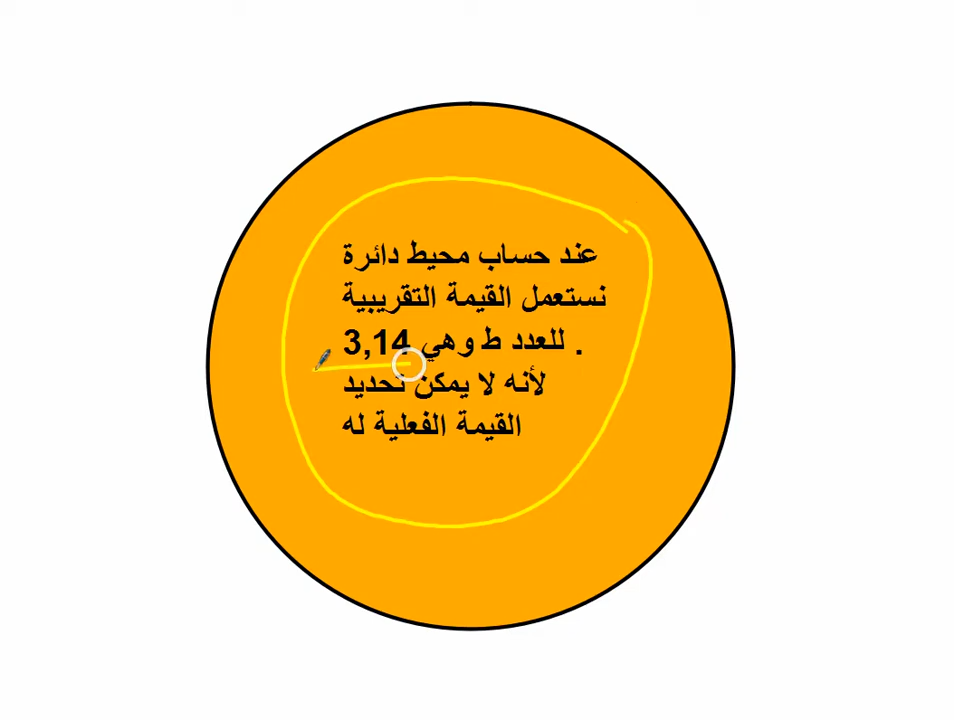 عند حساب محيط دائرة
نستعمل القيمة التقريبية
للعدد ط وهي 3,14 .
لأنه لا يمكن تحديد
القيمة الفعلية له